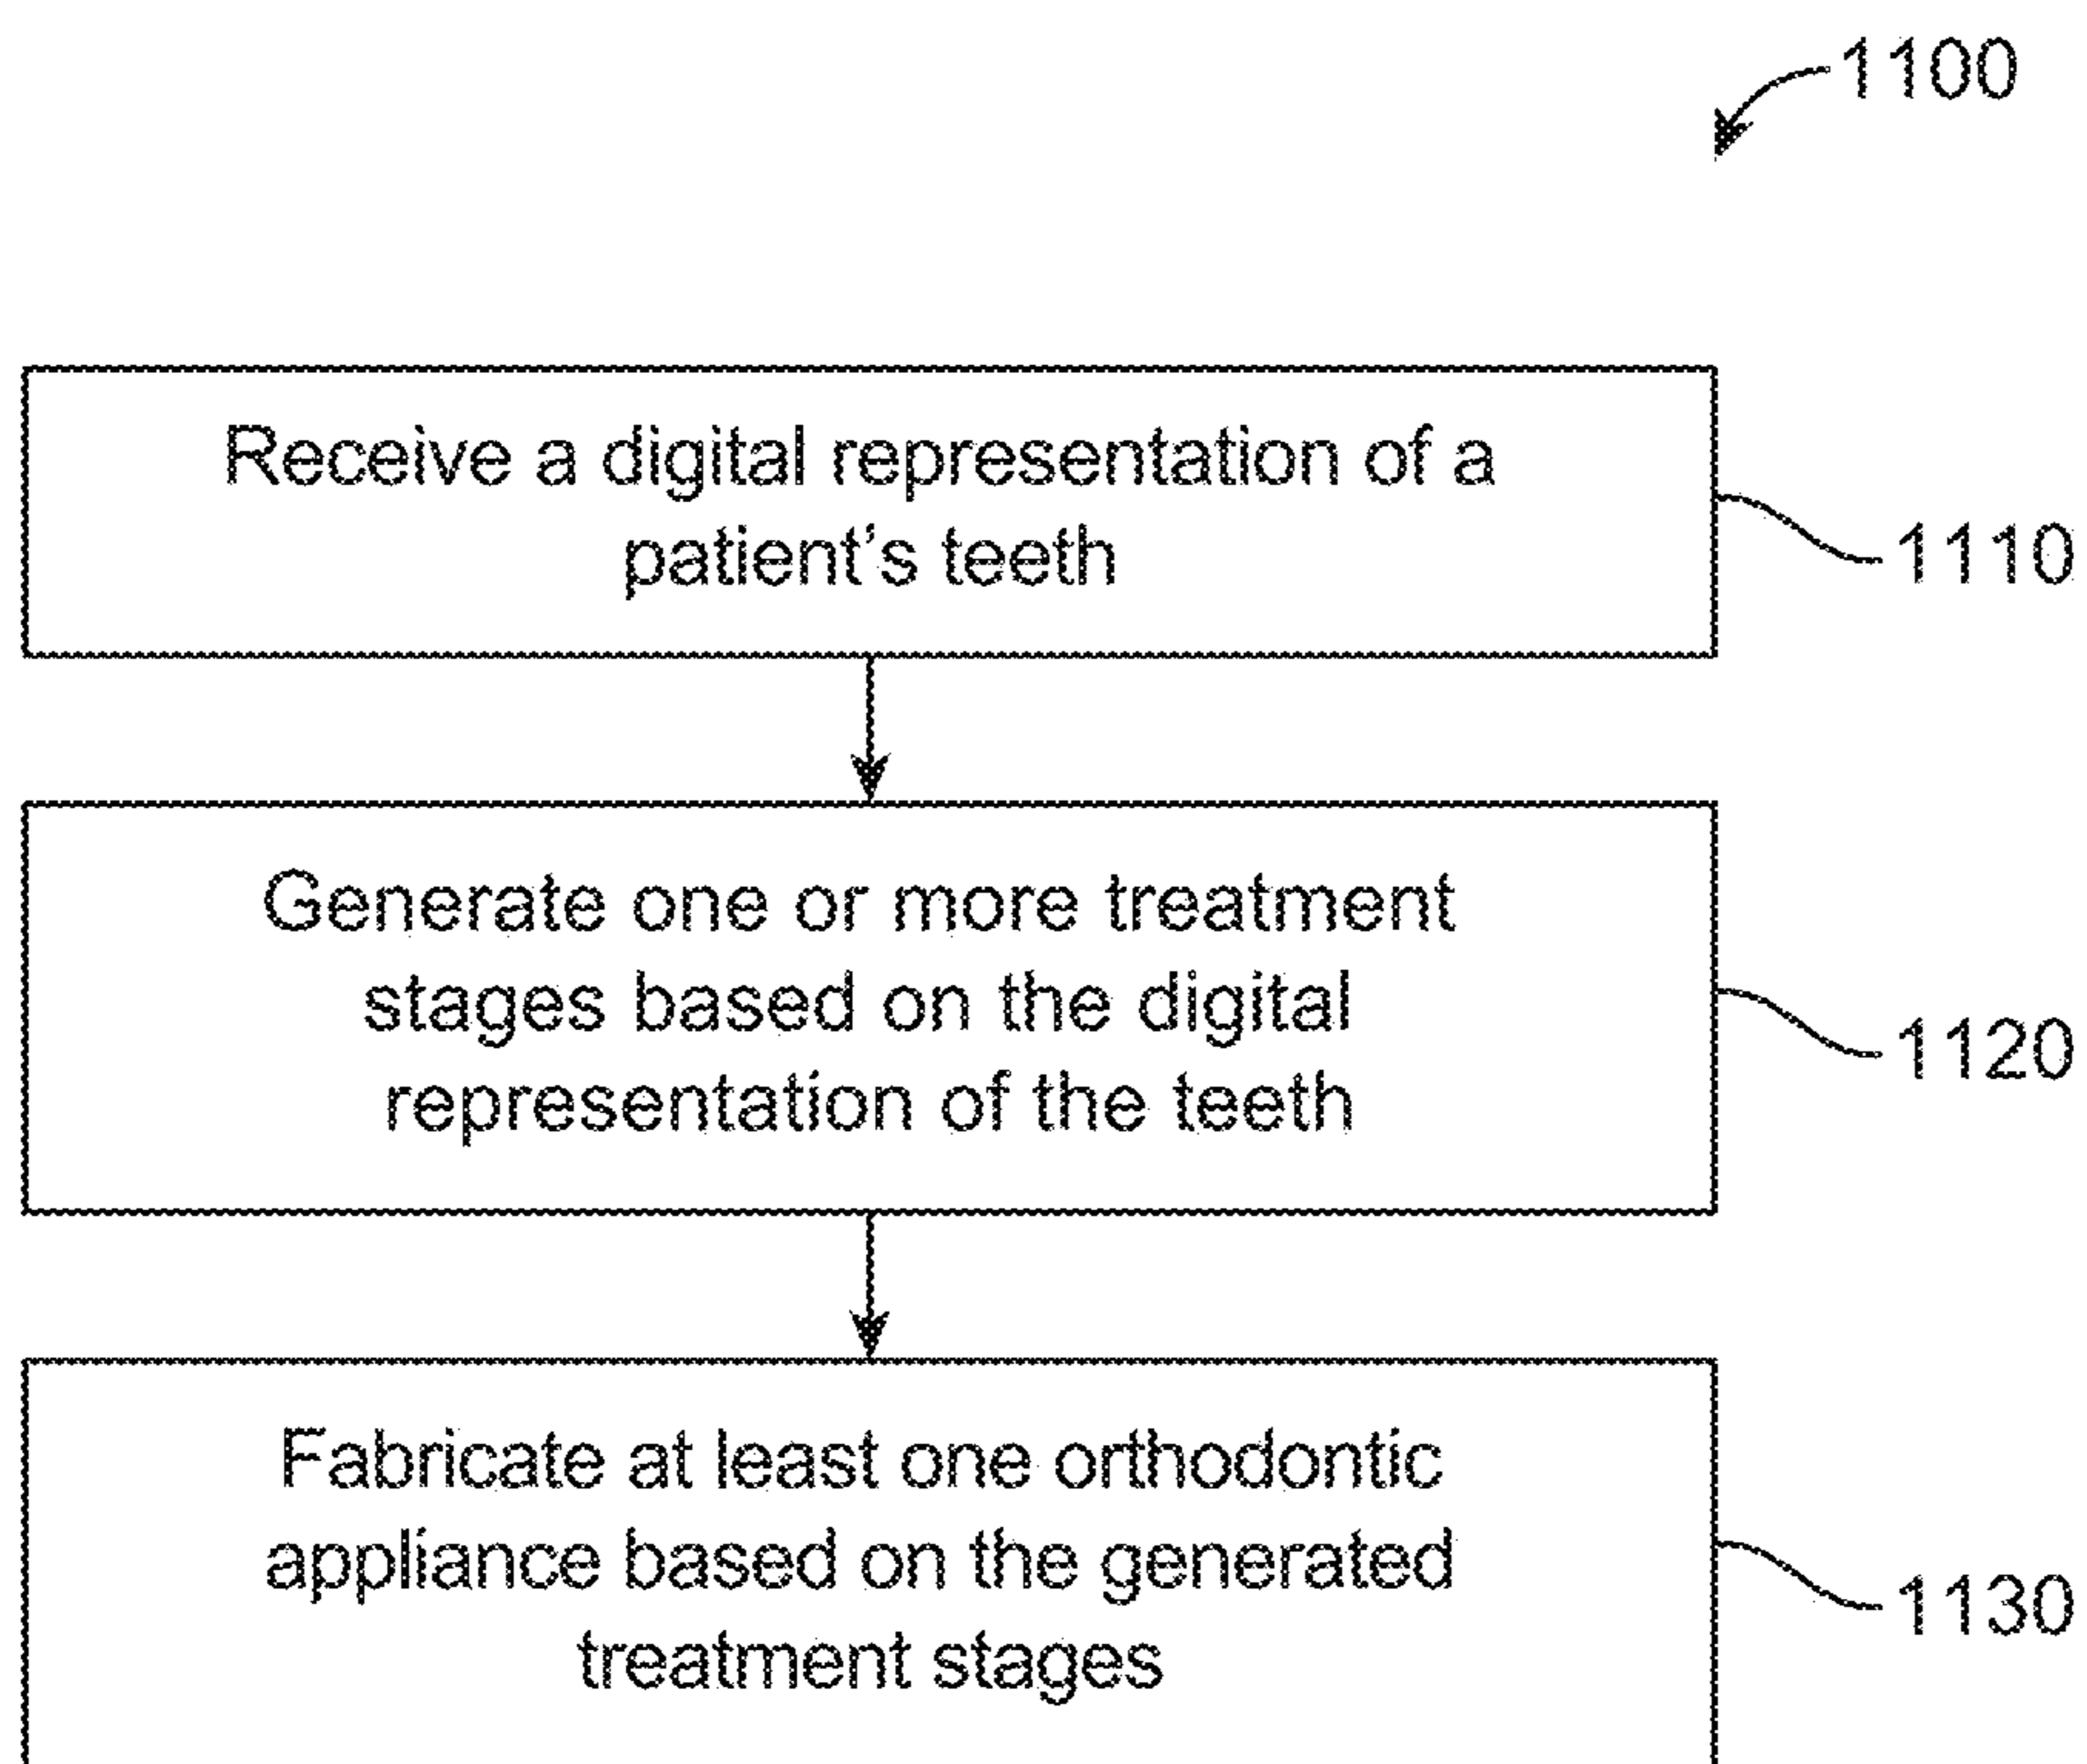 1100
Receive a digital representation of a
patient's teeth
1110
Generate one or more treatment
stages based on the digital
representation of the teeth
1120
Fabricate at least one orthodontic
appliance based on the generated
treatment stages
1130